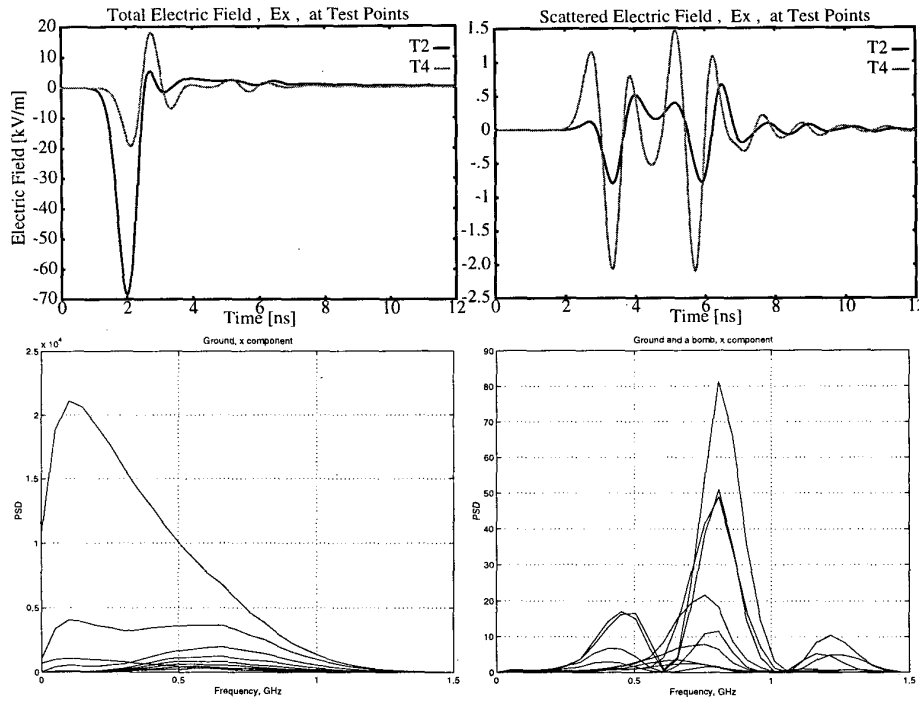 Total Electric Field , Ex , at Test Points
20
10
0
-10
-20
-30
-40
-50
-60
-70
Electric Field [kV/m]
T2
T4
0 2 4 6 8 10 12
Time [ns]
Scattered Electric Field , Ex , at Test Points
1.5
1
.5
0
-.5
-1
-1.5
-2.0
-2.5
T2
T4
0 2 4 6 8 10 12
Time [ns]
Ground, x component
x 10⁴
2.5
2
1.5
1
0.5
0
PSD
0 0.5 1 1.5
Frequency, GHz
Ground and a bomb, x component
90
80
70
60
50
40
30
20
10
0
PSD
0 0.5 1 1.5
Frequency, GHz